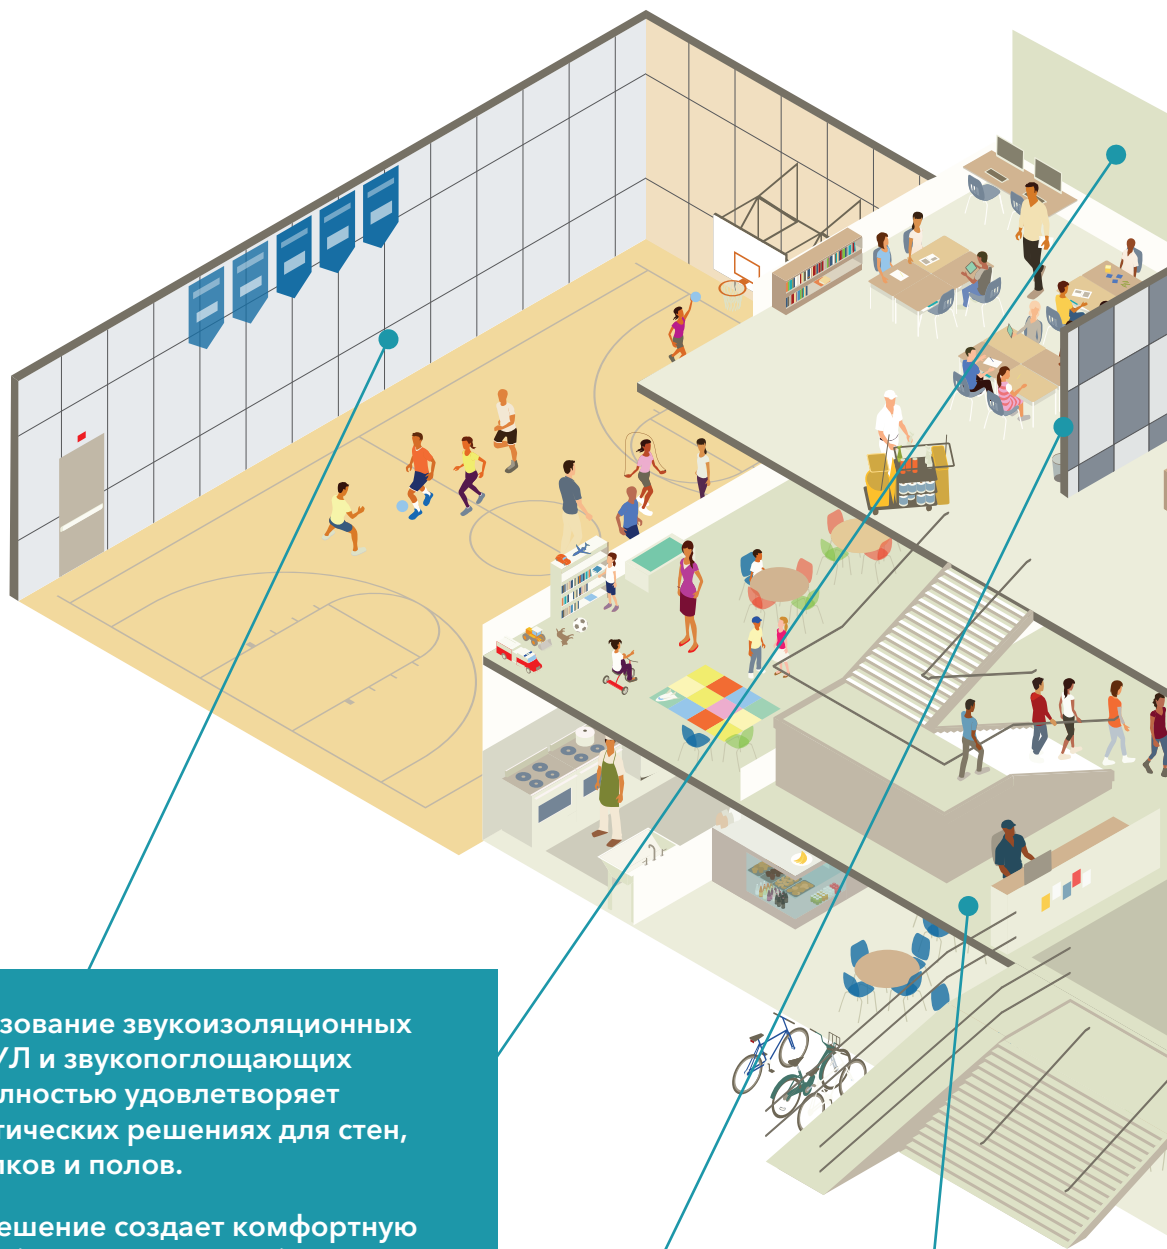 зование звукоизоляционных
УЛ и звукопоглощающих
лностью удовлетворяет
тических решениях для стен,
ков и полов.
ешение создает комфортную